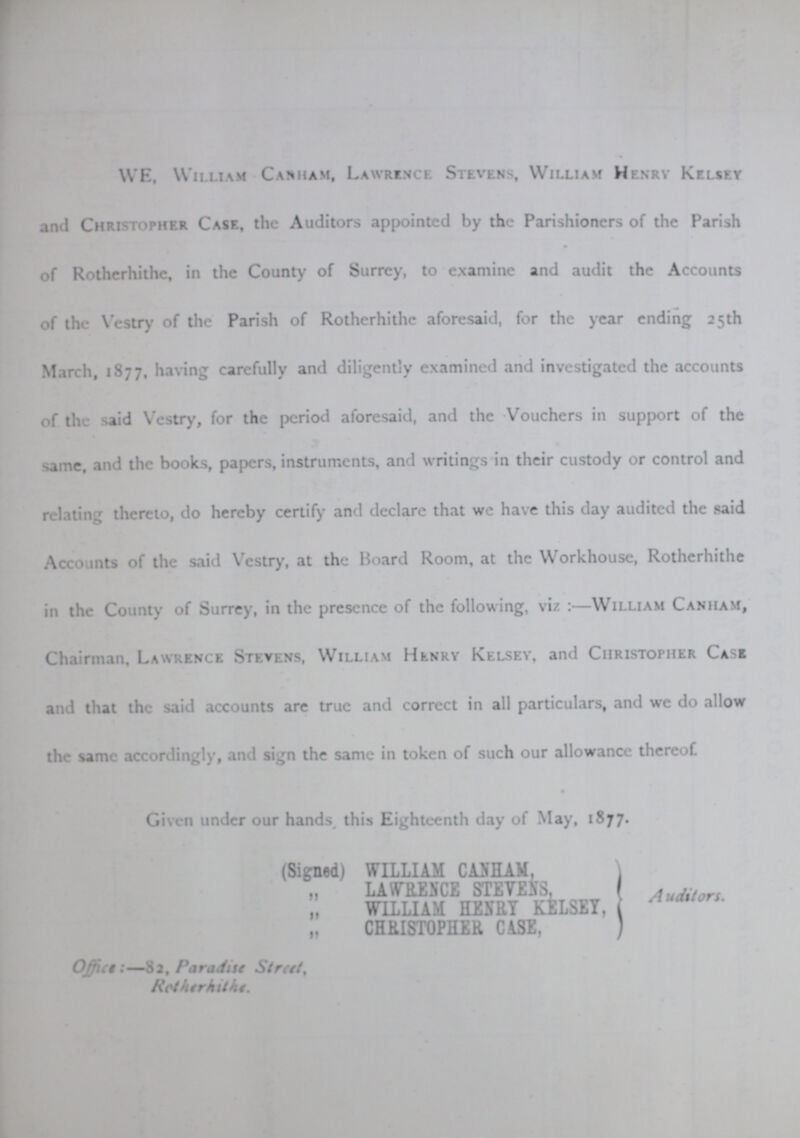 WE, WILLIAM CANHAM, LAWRENCE STEVENS, WILLIAM HENRY KELSEY
and CHRISTOPHER CASE, the Auditors appointed by the Parishioners of the Parish
of Rotherhithe, in the County of Surrey, to examine and audit the Accounts
of the Vestry of the Parish of Rotherhithe aforesaid, for the year ending 25th
March, 1877, having carefully and diligently examined and investigated the accounts
of the said Vestry, for the period aforesaid, and the Vouchers in support of the
same, and the books, papers, instruments, and writings in their custody or control and
relating thereto, do hereby certify and declare that we have this day audited the said
Accounts of the said Vestry, at the Board Room, at the Workhouse, Rotherhithe
in the County of Surrey, in the presence of the following, viz :—WILLIAM CANHAM,
Chairman, LAWRENCE STEVENS, WILLIAM HENRY KELSEY, and CHRISTOPHER CASE
and that the said accounts are true and correct in all particulars, and we do allow
the same accordingly, and sign the same in token of such our allowance thereof.
Given under our hands, this Eighteenth day of May, 1877.
(Signed) WILLIAM CANHAM,
„ LAWRENCE STEVENS,
„ WILLIAM HENRY KELSEY,
„ CHRISTOPHER CASE,
Auditors.
Office :—82, Paradise Street,
Rotherhithe.